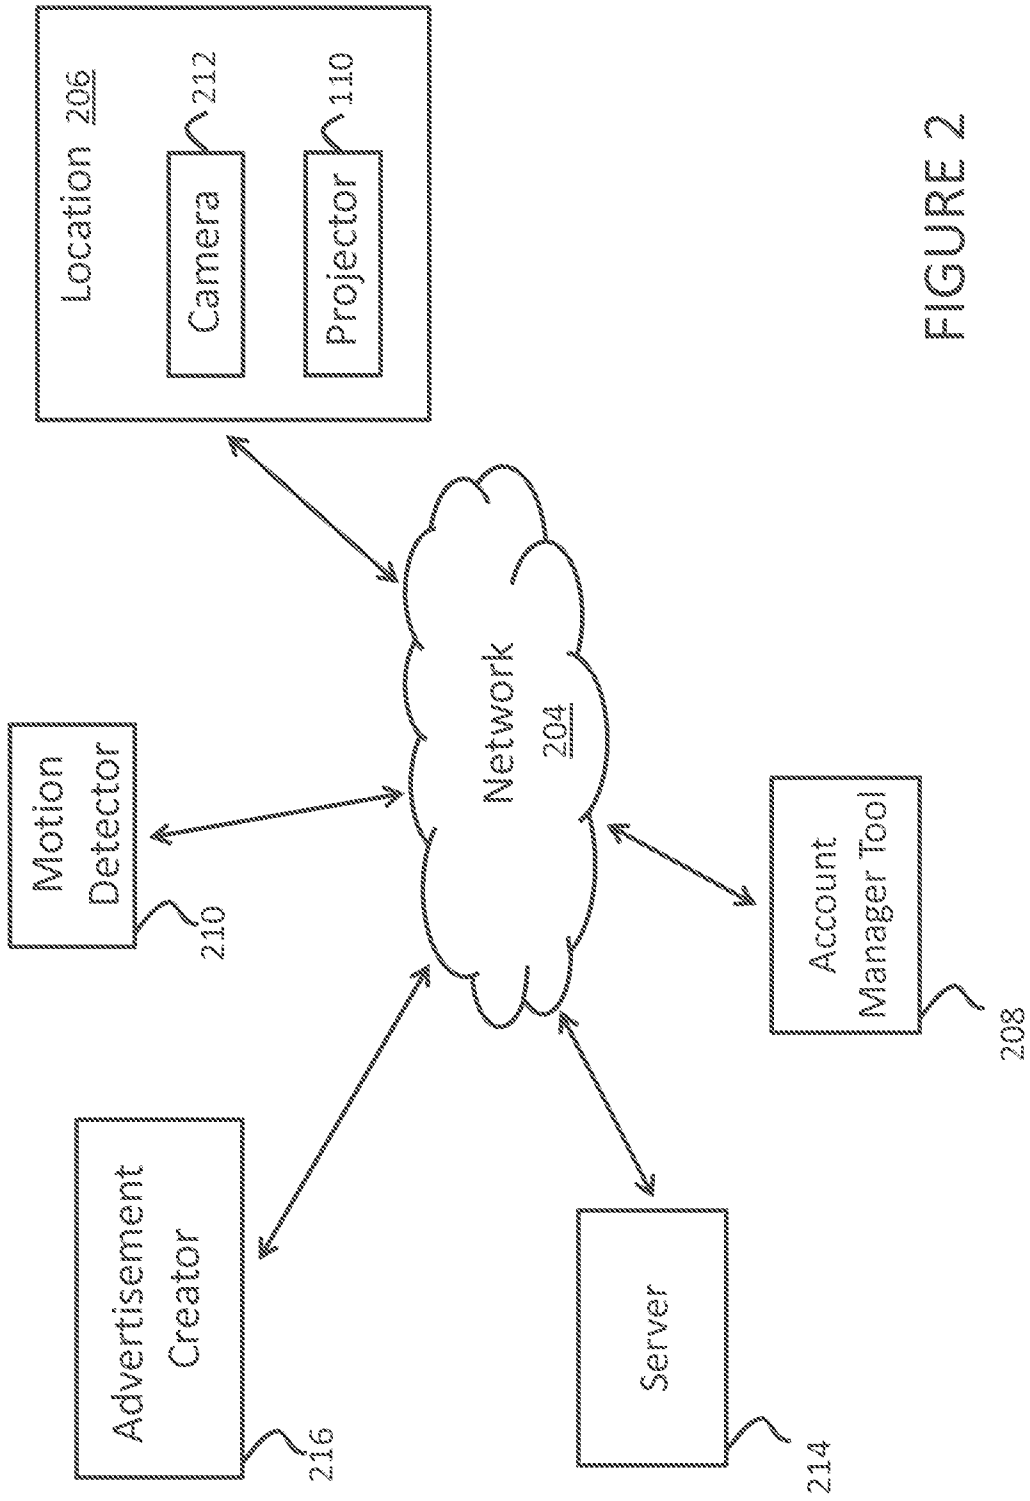 Advertisement
Creator
216
Motion
Detector
210
Location 206
Camera
212
Projector
110
Network
204
Server
214
Account
Manager Tool
208
FIGURE 2